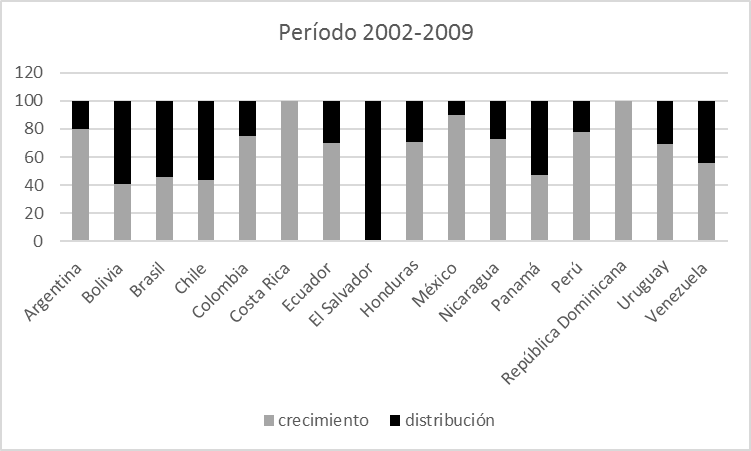 Período 2002-2009
120
100
80
60
40
20
0
Argentina
Bolivia
Brasil
Chile
Colombia
Costa Rica
Ecuador
El Salvador
Honduras
México
Nicaragua
Panamá
Perú
República Dominicana
Uruguay
Venezuela
crecimiento distribución